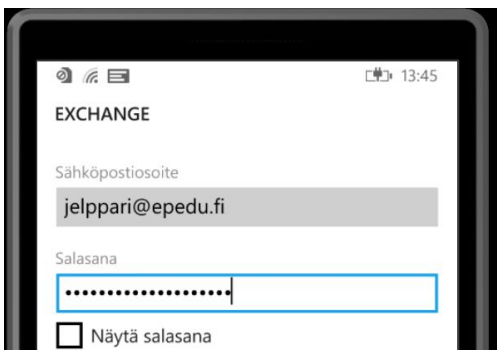 13:45
EXCHANGE
Sähköpostiosoite
jelppari@epedu.fi
Salasana
••••••••••••••••••••
Näytä salasana